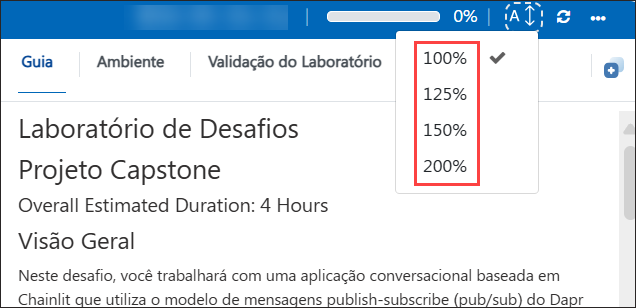 0%
A
Guia
Ambiente
Validação do Laboratório
100%
125%
150%
200%
Laboratório de Desafios
Projeto Capstone
Overall Estimated Duration: 4 Hours
Visão Geral
Neste desafio, você trabalhará com uma aplicação conversacional baseada em
Chainlit que utiliza o modelo de mensagens publish-subscribe (pub/sub) do Dapr